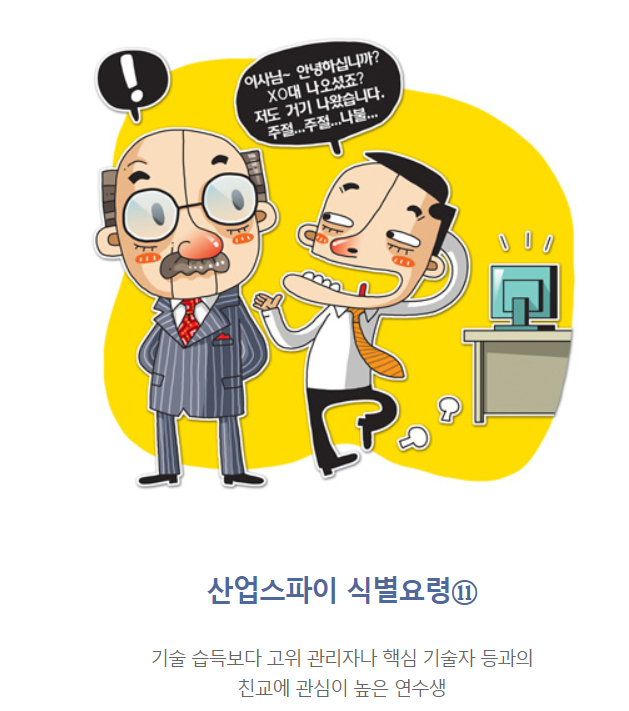 !
이사님~ 안녕하십니까?
XO대 나오셨죠?
저도 거기 나왔습니다.
주절...주절...나불...
산업스파이 식별요령⑪
기술 습득보다 고위 관리자나 핵심 기술자 등과의
친교에 관심이 높은 연수생